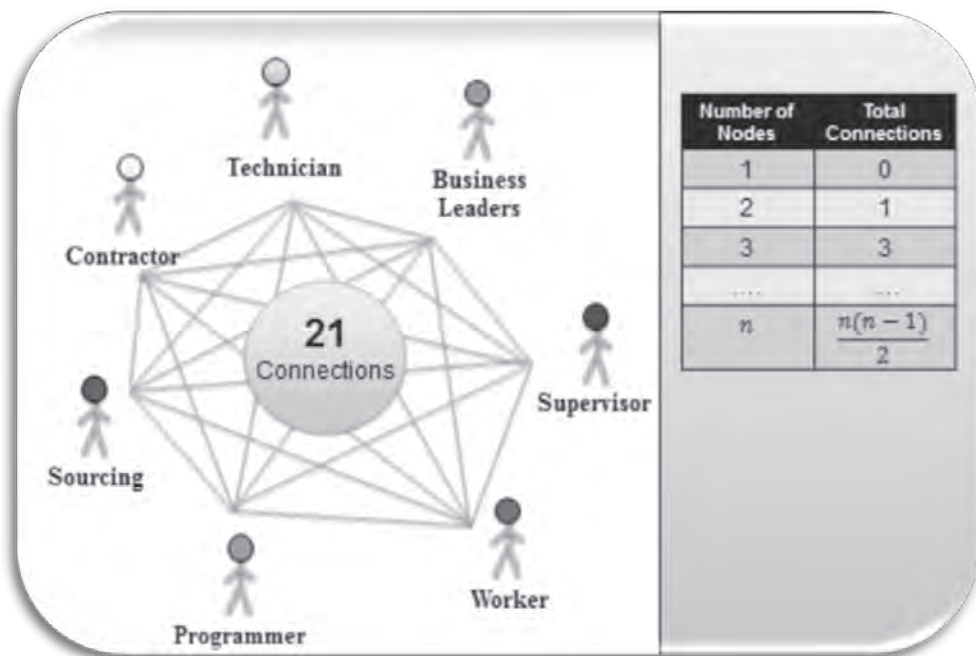 Technician
Business
Leaders
Contractor
21
Connections
Supervisor
Sourcing
Worker
Programmer
Number of Nodes Total Connections
1 0
2 1
3 3
.... ....
n n(n − 1)/2